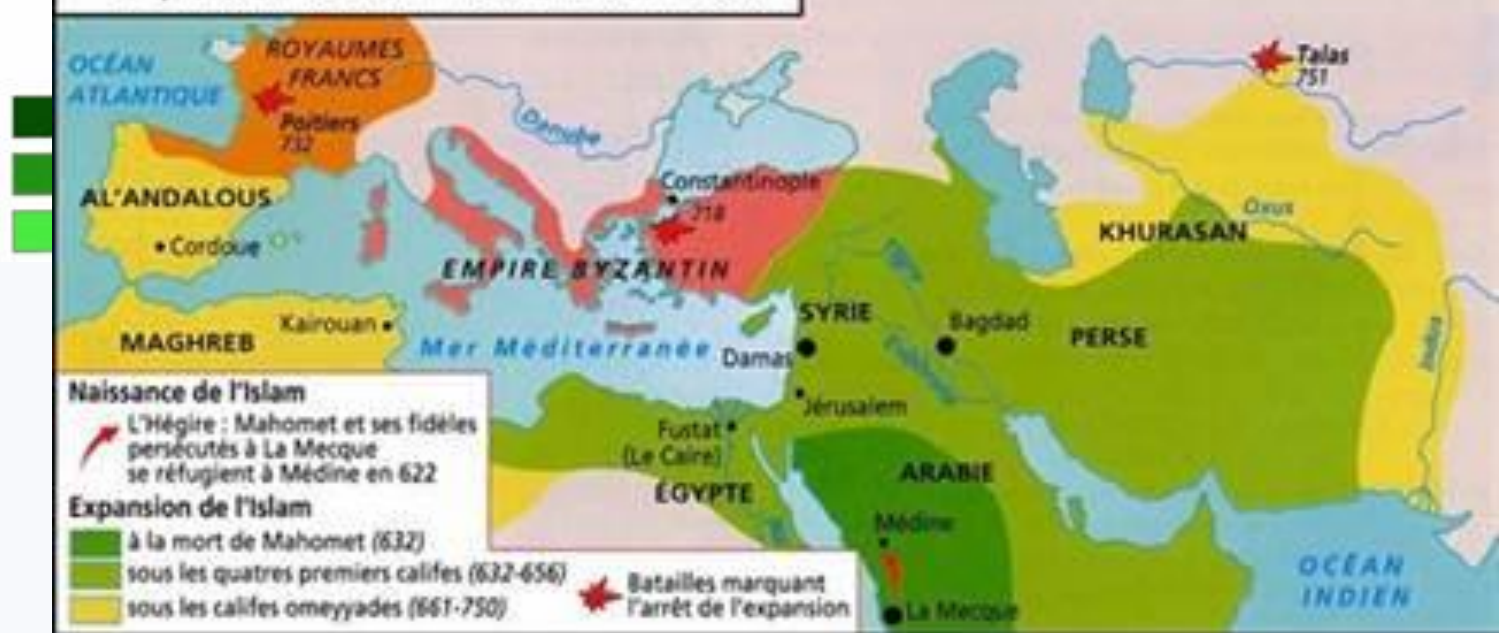 OCÉAN
ATLANTIQUE
ROYAUMES
FRANCS
Poitiers
732
Danube
Talas
751
AL'ANDALOUS
Cordoue
Constantinople
718
KHURASAN
Oxus
EMPIRE BYZANTIN
MAGHREB
Kairouan
Mer Méditerranée
SYRIE
Damas
Bagdad
PERSE
Indus
Jérusalem
Fustat
(Le Caire)
ÉGYPTE
ARABIE
Médine
La Mecque
OCÉAN
INDIEN
Naissance de l'Islam
L'Hégire : Mahomet et ses fidèles
persécutés à La Mecque
se réfugient à Médine en 622
Expansion de l'Islam
à la mort de Mahomet (632)
sous les quatres premiers califes (632-656)
sous les califes omeyyades (661-750)
Batailles marquant
l'arrêt de l'expansion